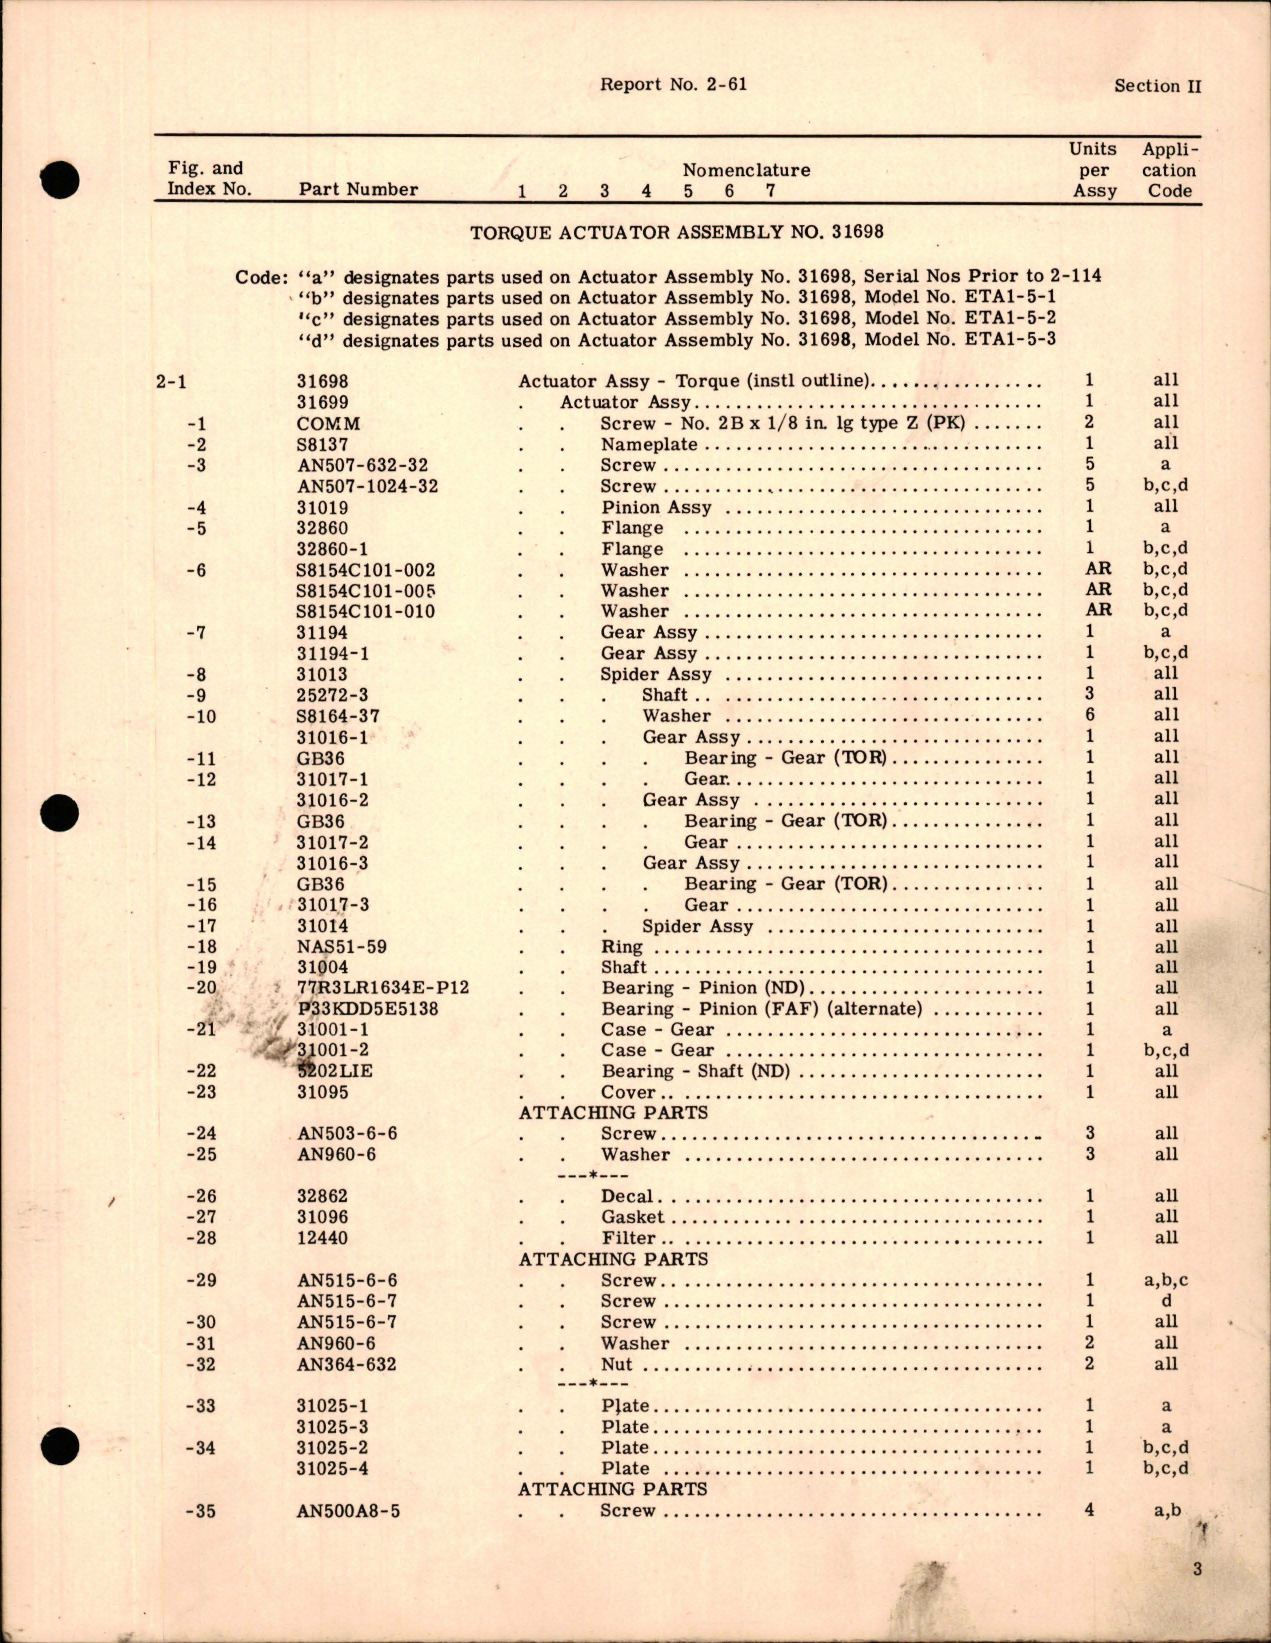 Report No. 2-61 Section II
Fig. and Index No. Part Number Nomenclature 1 2 3 4 5 6 7 Units per Assy Appli- cation Code
TORQUE ACTUATOR ASSEMBLY NO. 31698
Code: “a” designates parts used on Actuator Assembly No. 31698, Serial Nos Prior to 2-114
“b” designates parts used on Actuator Assembly No. 31698, Model No. ETA1-5-1
“c” designates parts used on Actuator Assembly No. 31698, Model No. ETA1-5-2
“d” designates parts used on Actuator Assembly No. 31698, Model No. ETA1-5-3
2-1 31698 Actuator Assy - Torque (instl outline)................. 1 all
31699 . Actuator Assy................................. 1 all
-1 COMM . . Screw - No. 2B x 1/8 in. lg type Z (PK) ....... 2 all
-2 S8137 . . Nameplate ................................ 1 all
-3 AN507-632-32 . . Screw .................................... 5 a
AN507-1024-32 . . Screw .................................... 5 b,c,d
-4 31019 . . Pinion Assy .............................. 1 all
-5 32860 . . Flange .................................. 1 a
32860-1 . . Flange .................................. 1 b,c,d
-6 S8154C101-002 . . Washer .................................. AR b,c,d
S8154C101-005 . . Washer .................................. AR b,c,d
S8154C101-010 . . Washer .................................. AR b,c,d
-7 31194 . . Gear Assy ................................ 1 a
31194-1 . . Gear Assy ................................ 1 b,c,d
-8 31013 . . Spider Assy .............................. 1 all
-9 25272-3 . . . Shaft .. .............................. 3 all
-10 S8164-37 . . . Washer .............................. 6 all
31016-1 . . . Gear Assy ............................ 1 all
-11 GB36 . . . . Bearing - Gear (TOR)............... 1 all
-12 31017-1 . . . . Gear.............................. 1 all
31016-2 . . . Gear Assy ............................ 1 all
-13 GB36 . . . . Bearing - Gear (TOR)............... 1 all
-14 31017-2 . . . . Gear ............................. 1 all
31016-3 . . . Gear Assy ............................ 1 all
-15 GB36 . . . . Bearing - Gear (TOR)............... 1 all
-16 31017-3 . . . . Gear ............................. 1 all
-17 31014 . . . Spider Assy .......................... 1 all
-18 NAS51-59 . . Ring ..................................... 1 all
-19 31004 . . Shaft ..................................... 1 all
-20 77R3LR1634E-P12 . . Bearing - Pinion (ND)....................... 1 all
P33KDD5E5138 . . Bearing - Pinion (FAF) (alternate) ........... 1 all
-21 31001-1 . . Case - Gear .............................. 1 a
31001-2 . . Case - Gear .............................. 1 b,c,d
-22 5202LIE . . Bearing - Shaft (ND) ....................... 1 all
-23 31095 . . Cover .. .................................. 1 all
ATTACHING PARTS
-24 AN503-6-6 . . Screw..................................... 3 all
-25 AN960-6 . . Washer .................................. 3 all
---*---
-26 32862 . . Decal..................................... 1 all
-27 31096 . . Gasket.................................... 1 all
-28 12440 . . Filter .. .................................. 1 all
ATTACHING PARTS
-29 AN515-6-6 . . Screw..................................... 1 a,b,c
AN515-6-7 . . Screw .................................... 1 d
-30 AN515-6-7 . . Screw .................................... 1 all
-31 AN960-6 . . Washer .................................. 2 all
-32 AN364-632 . . Nut ...................................... 2 all
---*---
-33 31025-1 . . Plate..................................... 1 a
31025-3 . . Plate..................................... 1 a
-34 31025-2 . . Plate..................................... 1 b,c,d
31025-4 . . Plate .................................... 1 b,c,d
ATTACHING PARTS
-35 AN500A8-5 . . Screw .................................... 4 a,b
3